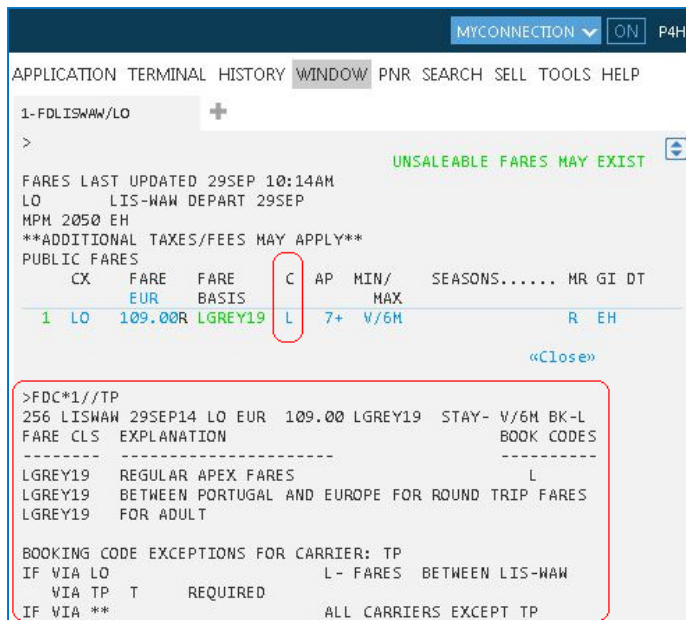 MYCONNECTION ON P4H
APPLICATION TERMINAL HISTORY WINDOW PNR SEARCH SELL TOOLS HELP
1-FDLISWAW/LO
>
UNSALEABLE FARES MAY EXIST
FARES LAST UPDATED 29SEP 10:14AM
LO LIS-WAW DEPART 29SEP
MPM 2050 EH
**ADDITIONAL TAXES/FEES MAY APPLY**
PUBLIC FARES
CX FARE FARE C AP MIN/ SEASONS...... MR GI DT
EUR BASIS MAX
1 LO 109.00R LGREY19 L 7+ V/6M R EH
«Close»
>FDC*1//TP
256 LISWAW 29SEP14 LO EUR 109.00 LGREY19 STAY- V/6M BK-L
FARE CLS EXPLANATION BOOK CODES
-------- ---------------------- ----------
LGREY19 REGULAR APEX FARES L
LGREY19 BETWEEN PORTUGAL AND EUROPE FOR ROUND TRIP FARES
LGREY19 FOR ADULT
BOOKING CODE EXCEPTIONS FOR CARRIER: TP
IF VIA LO L- FARES BETWEEN LIS-WAW
VIA TP T REQUIRED
IF VIA ** ALL CARRIERS EXCEPT TP